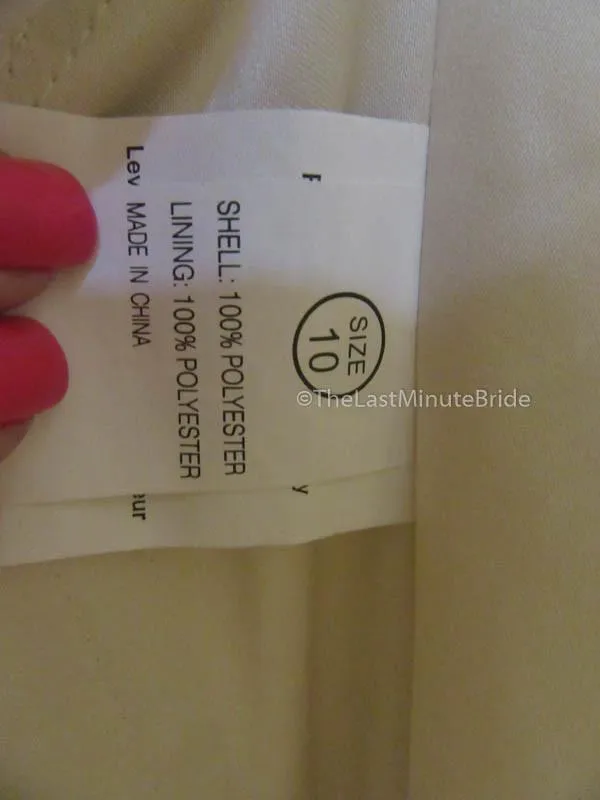 SIZE
10
SHELL: 100% POLYESTER
LINING: 100% POLYESTER
MADE IN CHINA
©TheLastMinuteBride